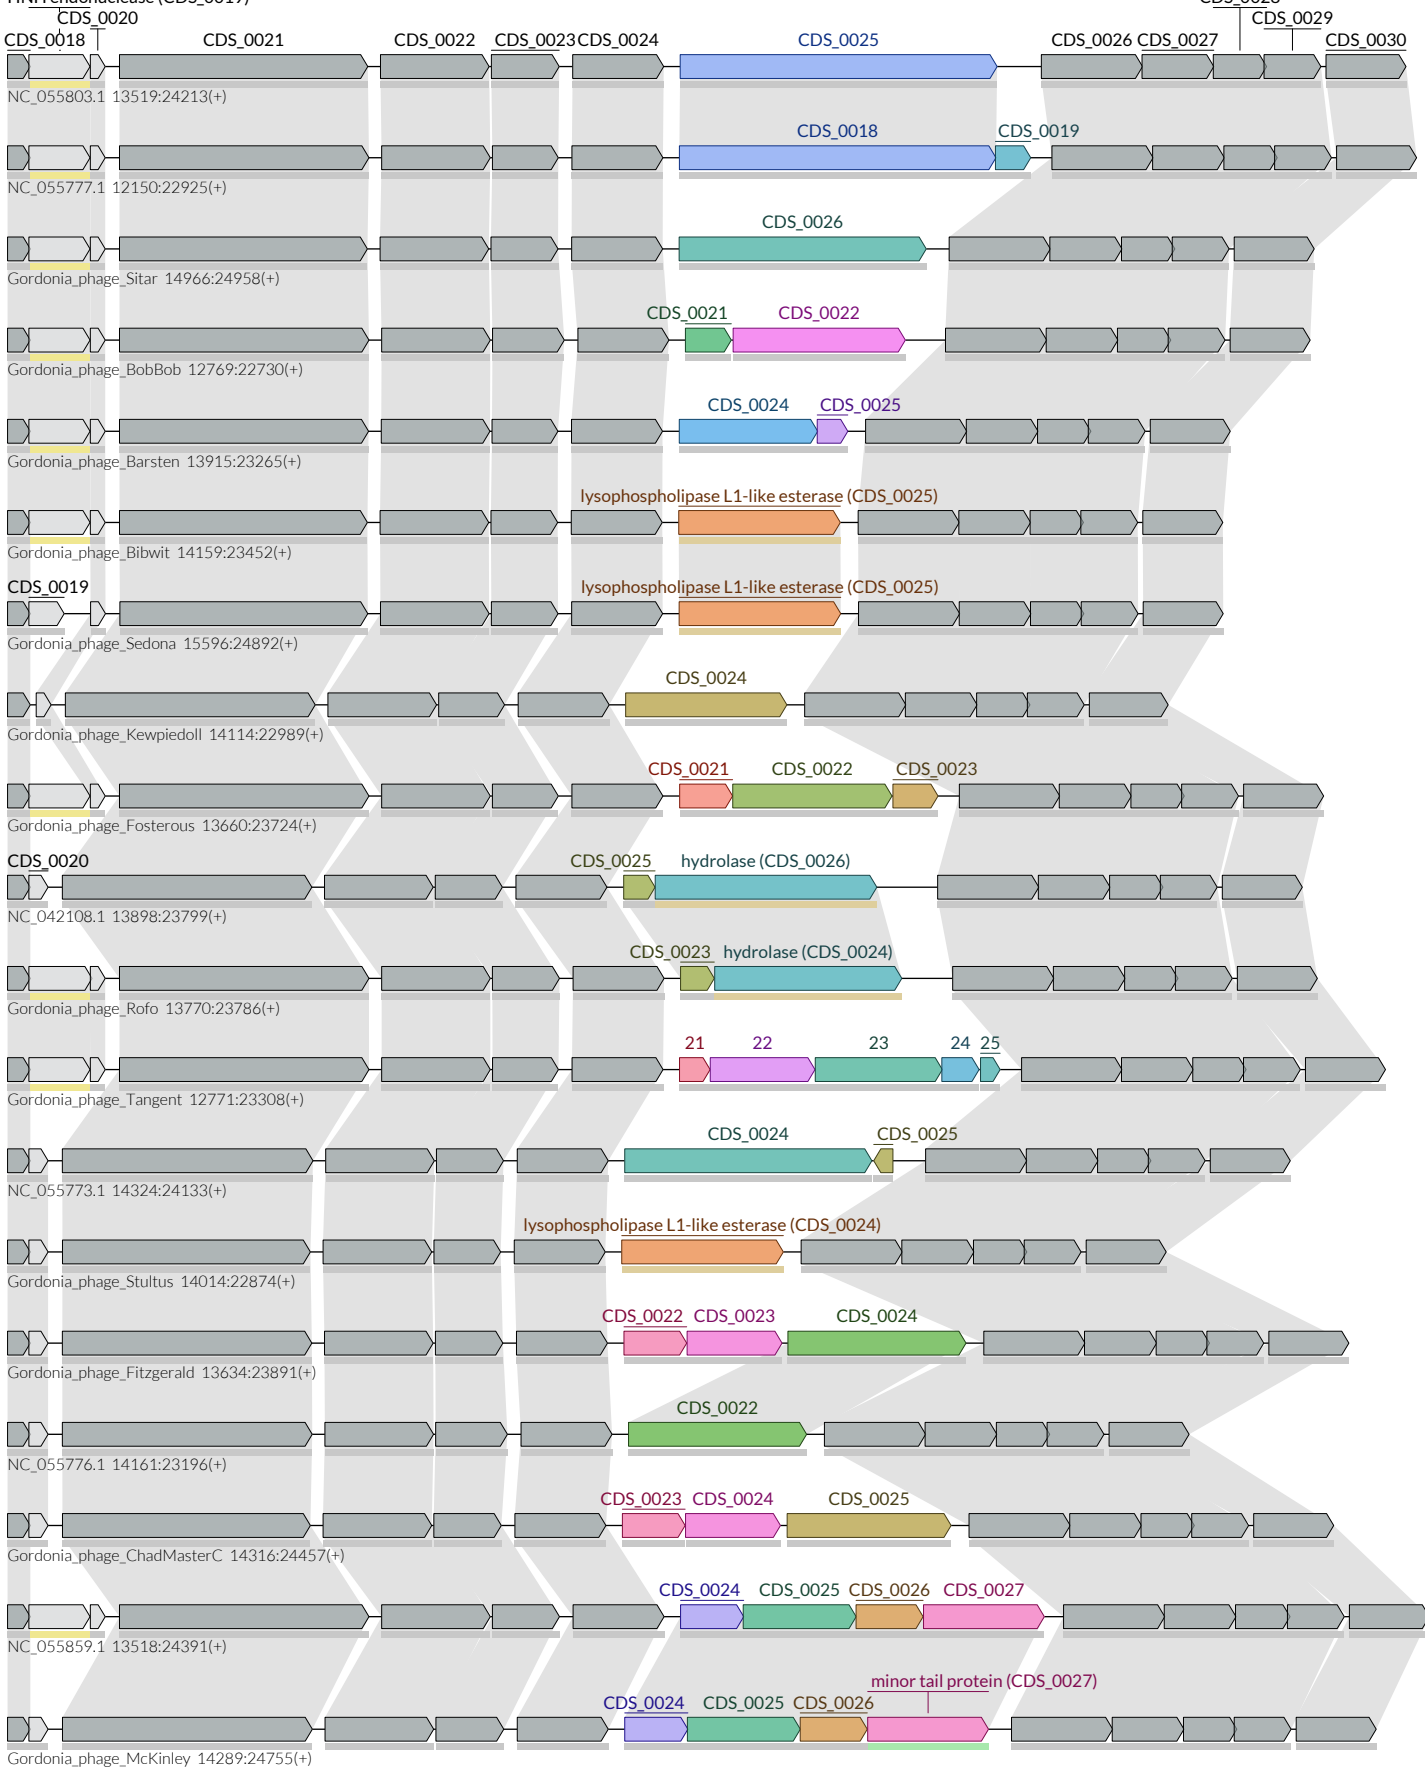 CDS_0020
CDS_0029
CDS_0018 CDS_0021 CDS_0022 CDS_0023 CDS_0024 CDS_0025 CDS_0026 CDS_0027 CDS_0030
NC_055803.1 13519:24213(+)
CDS_0018 CDS_0019
NC_055777.1 12150:22925(+)
CDS_0026
Gordonia_phage_Sitar 14966:24958(+)
CDS_0021 CDS_0022
Gordonia_phage_BobBob 12769:22730(+)
CDS_0024 CDS_0025
Gordonia_phage_Barsten 13915:23265(+)
lysophospholipase L1-like esterase (CDS_0025)
Gordonia_phage_Bibwit 14159:23452(+)
CDS_0019 lysophospholipase L1-like esterase (CDS_0025)
Gordonia_phage_Sedona 15596:24892(+)
CDS_0024
Gordonia_phage_Kewpiedoll 14114:22989(+)
CDS_0021 CDS_0022 CDS_0023
Gordonia_phage_Fosterous 13660:23724(+)
CDS_0020 CDS_0025 hydrolase (CDS_0026)
NC_042108.1 13898:23799(+)
CDS_0023 hydrolase (CDS_0024)
Gordonia_phage_Rofo 13770:23786(+)
21 22 23 24 25
Gordonia_phage_Tangent 12771:23308(+)
CDS_0024 CDS_0025
NC_055773.1 14324:24133(+)
lysophospholipase L1-like esterase (CDS_0024)
Gordonia_phage_Stultus 14014:22874(+)
CDS_0022 CDS_0023 CDS_0024
Gordonia_phage_Fitzgerald 13634:23891(+)
CDS_0022
NC_055776.1 14161:23196(+)
CDS_0023 CDS_0024 CDS_0025
Gordonia_phage_ChadMasterC 14316:24457(+)
CDS_0024 CDS_0025 CDS_0026 CDS_0027
NC_055859.1 13518:24391(+)
minor tail protein (CDS_0027)
CDS_0024 CDS_0025 CDS_0026
Gordonia_phage_McKinley 14289:24755(+)